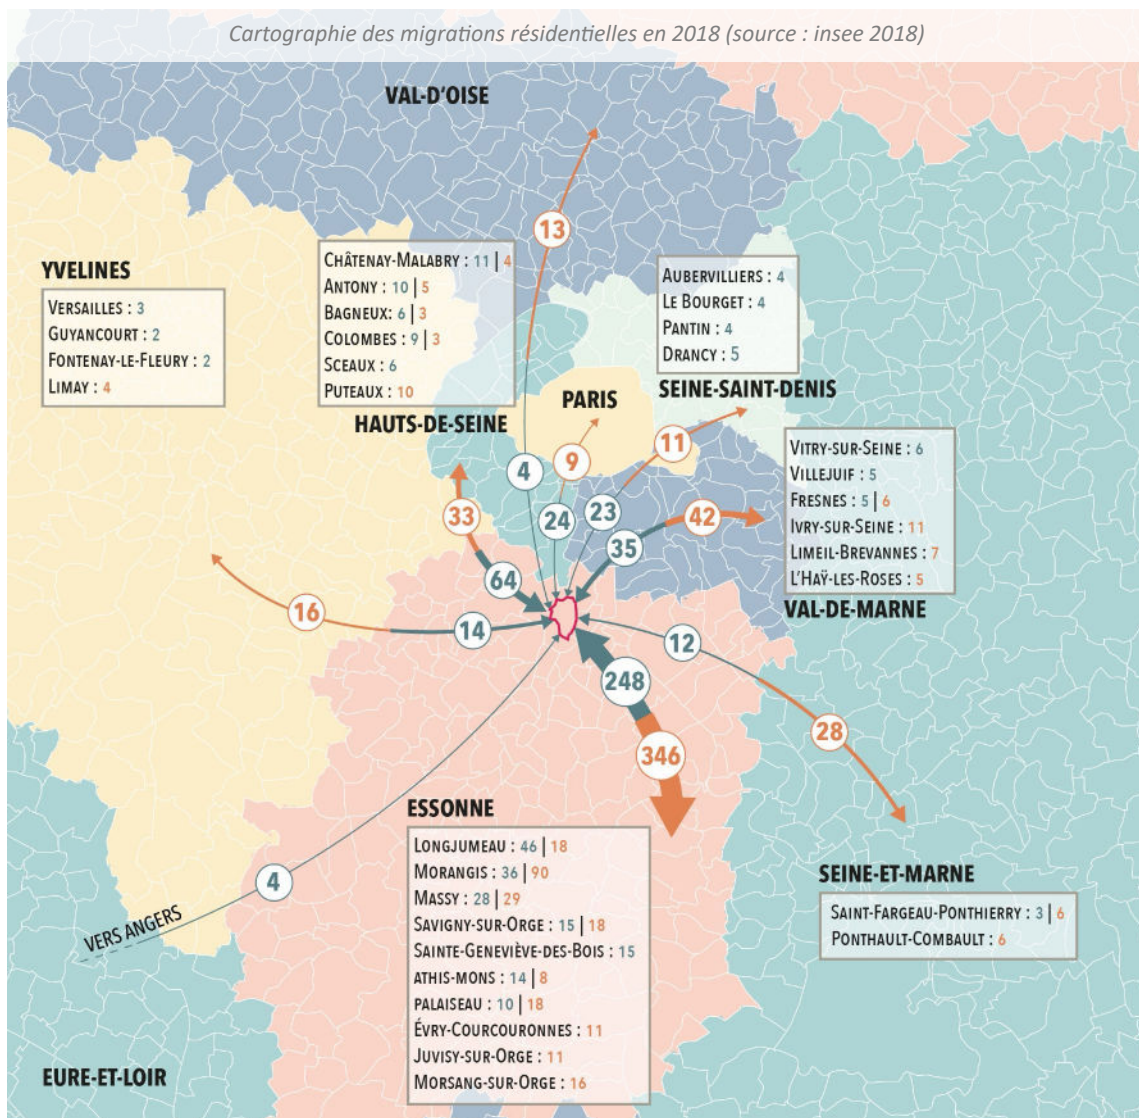 Cartographie des migrations résidentielles en 2018 (source : insee 2018)
VAL-D'OISE
13
YVELINES
VERSAILLES : 3
GUYANCOURT : 2
FONTENAY-LE-FLEURY : 2
LIMAY : 4
CHÂTENAY-MALABRY : 11 | 4
ANTONY : 10 | 5
BAGNEUX: 6 | 3
COLOMBES : 9 | 3
SCEAUX : 6
PUTEAUX : 10
HAUTS-DE-SEINE
AUBERVILLIERS : 4
LE BOURGET : 4
PANTIN : 4
DRANCY : 5
SEINE-SAINT-DENIS
PARIS
VITRY-SUR-SEINE : 6
VILLEJUIF : 5
FRESNES : 5 | 6
IVRY-SUR-SEINE : 11
LIMEIL-BREVANNES : 7
L'HAŸ-LES-ROSES : 5
VAL-DE-MARNE
4
9
11
33
24
23
42
64
35
16
14
12
248
28
346
4
VERS ANGERS
ESSONNE
LONGJUMEAU : 46 | 18
MORANGIS : 36 | 90
MASSY : 28 | 29
SAVIGNY-SUR-ORGE : 15 | 18
SAINTE-GENEVIÈVE-DES-BOIS : 15
ATHIS-MONS : 14 | 8
PALAISEAU : 10 | 18
ÉVRY-COURCOURONNES : 11
JUVISY-SUR-ORGE : 11
MORSANG-SUR-ORGE : 16
SEINE-ET-MARNE
SAINT-FARGEAU-PONTHIERRY : 3 | 6
PONTHAULT-COMBAULT : 6
EURE-ET-LOIR